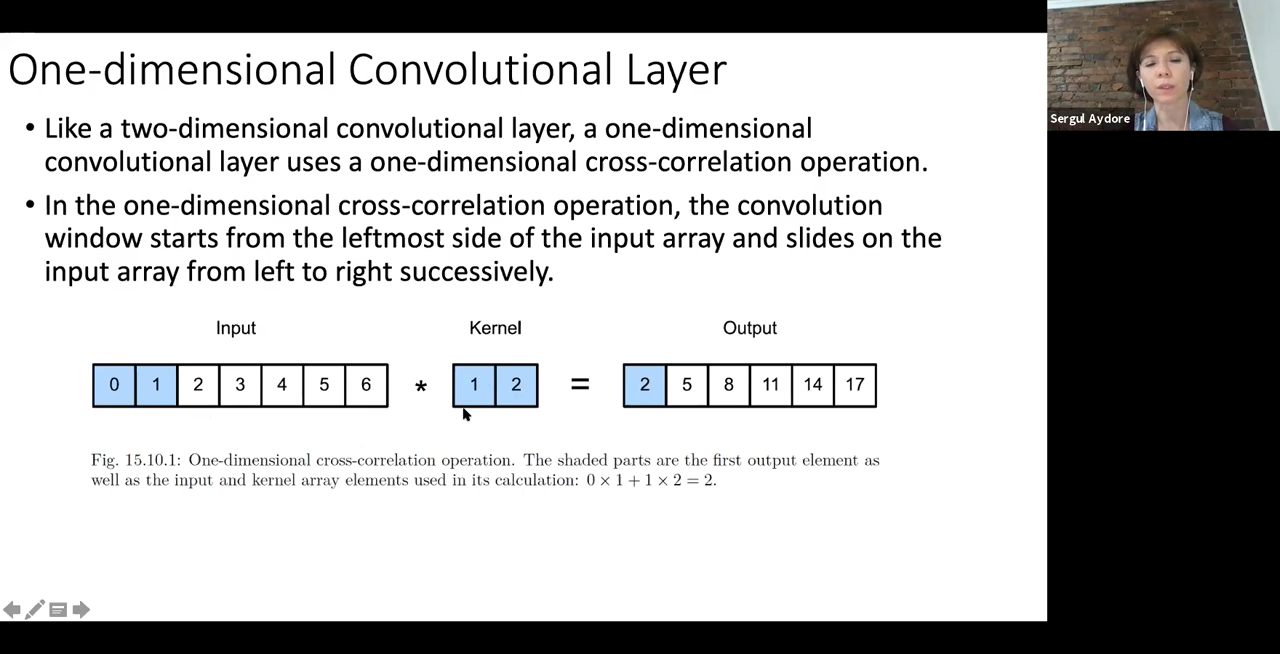 One-dimensional Convolutional Layer
• Like a two-dimensional convolutional layer, a one-dimensional
convolutional layer uses a one-dimensional cross-correlation operation.
• In the one-dimensional cross-correlation operation, the convolution
window starts from the leftmost side of the input array and slides on the
input array from left to right successively.
Input Kernel Output
0 1 2 3 4 5 6 * 1 2 = 2 5 8 11 14 17
Fig. 15.10.1: One-dimensional cross-correlation operation. The shaded parts are the first output element as
well as the input and kernel array elements used in its calculation: 0 × 1 + 1 × 2 = 2.
Sergul Aydore